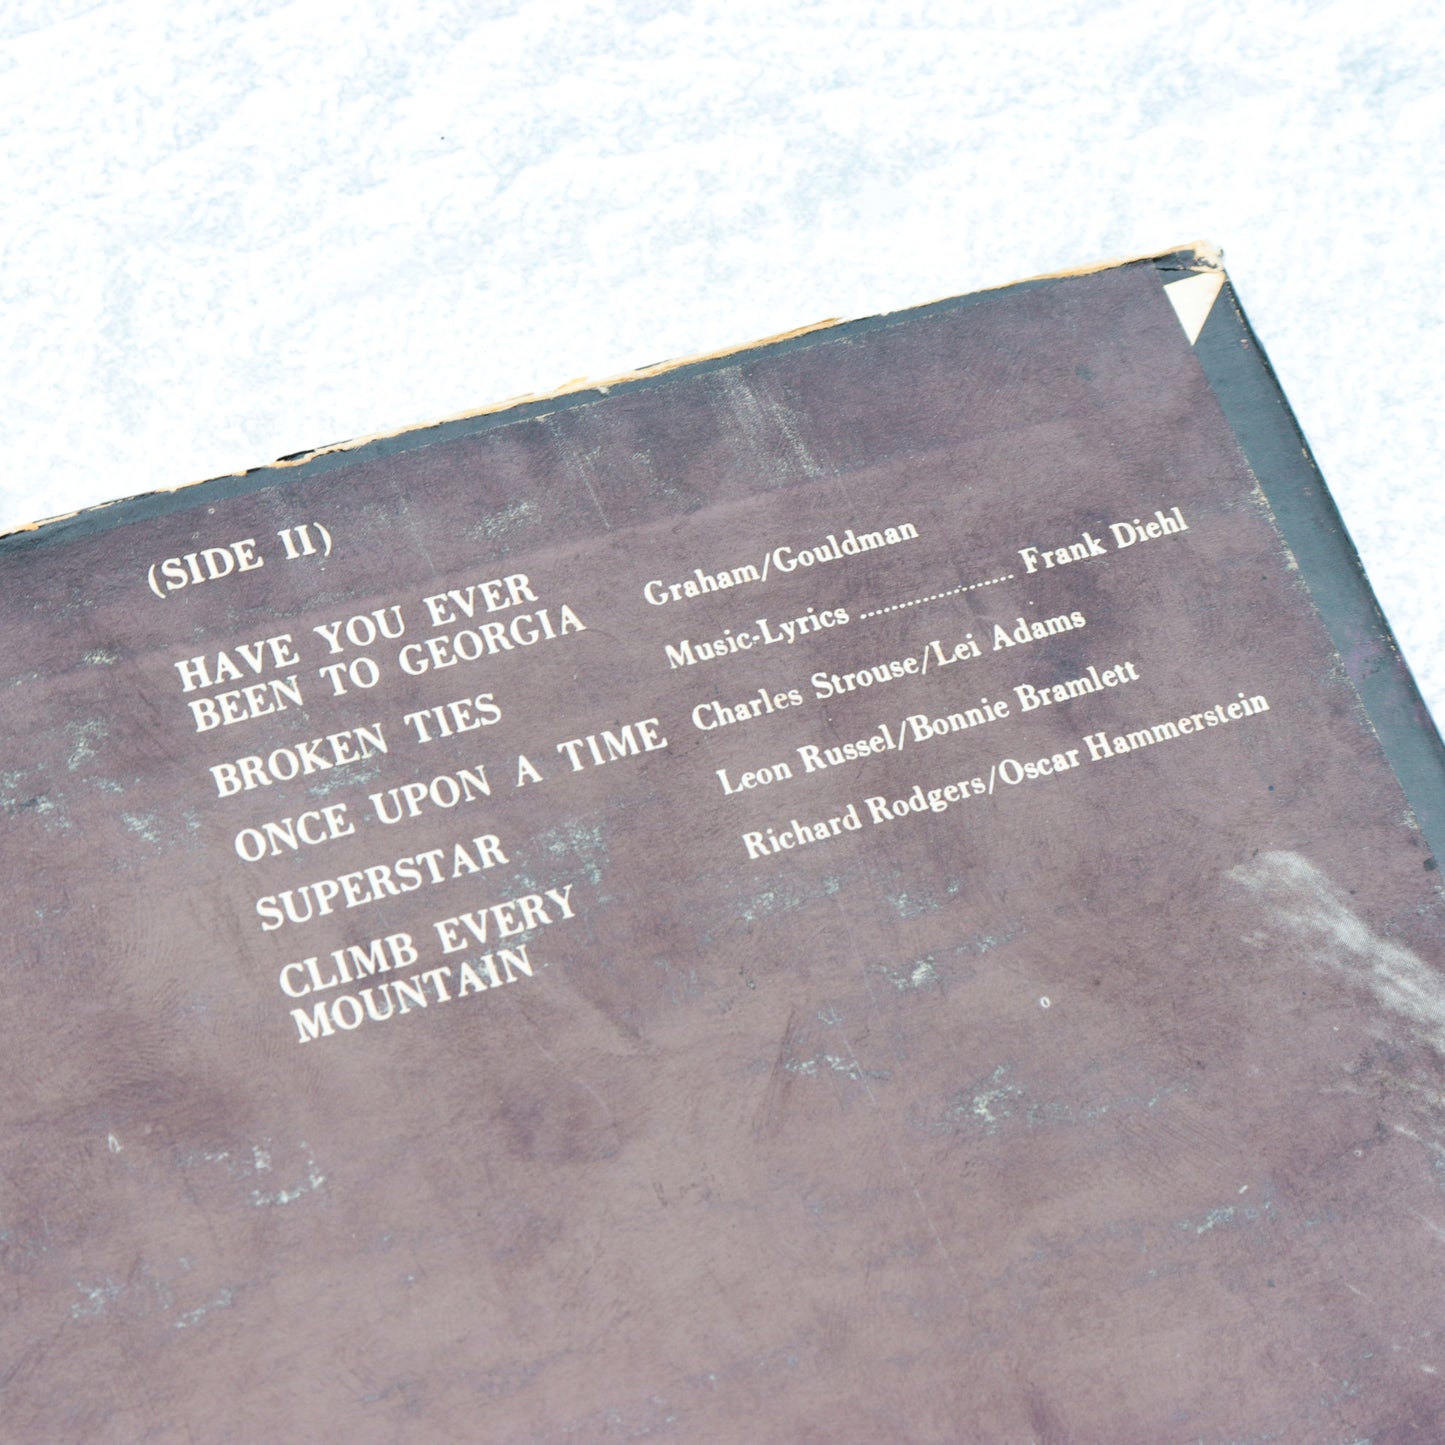 (SIDE II)
HAVE YOU EVER
BEEN TO GEORGIA
Graham/Gouldman
BROKEN TIES
Music-Lyrics ..................... Frank Diehl
ONCE UPON A TIME
Charles Strouse/Lei Adams
SUPERSTAR
Leon Russel/Bonnie Bramlett
CLIMB EVERY
MOUNTAIN
Richard Rodgers/Oscar Hammerstein